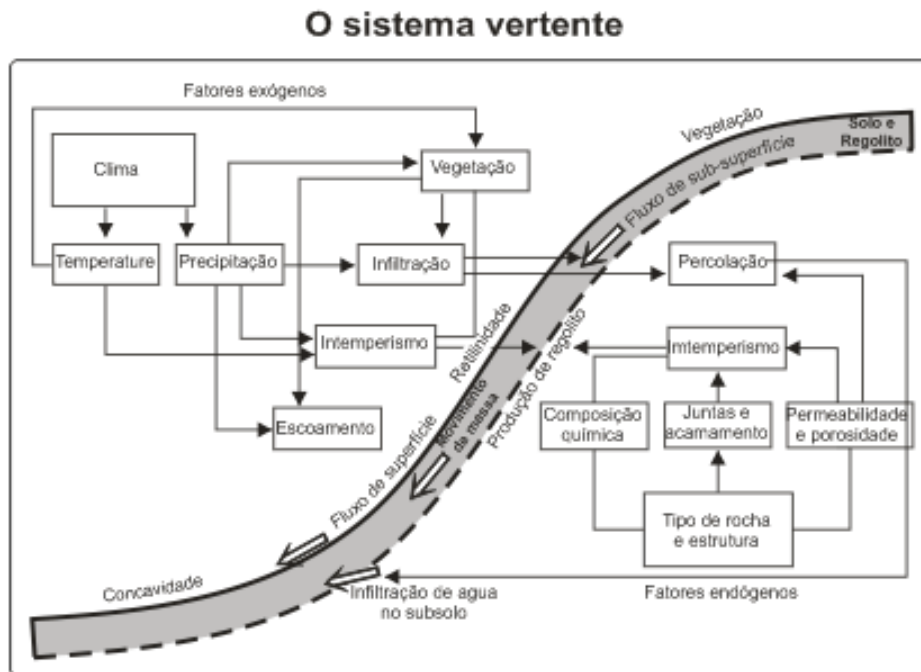 O sistema vertente
Fatores exógenos
Clima
Vegetação
Temperature
Precipitação
Infiltração
Intemperismo
Escoamento
Vegetação
Solo e
Regolito
Fluxo de sub-superfície
Percolação
Retilinidade
Movimento
de massa
Produção de regolito
Imtemperismo
Composição
química
Juntas e
acamamento
Permeabilidade
e porosidade
Tipo de rocha
e estrutura
Fluxo de superfície
Concavidade
Infiltração de agua
no subsolo
Fatores endógenos